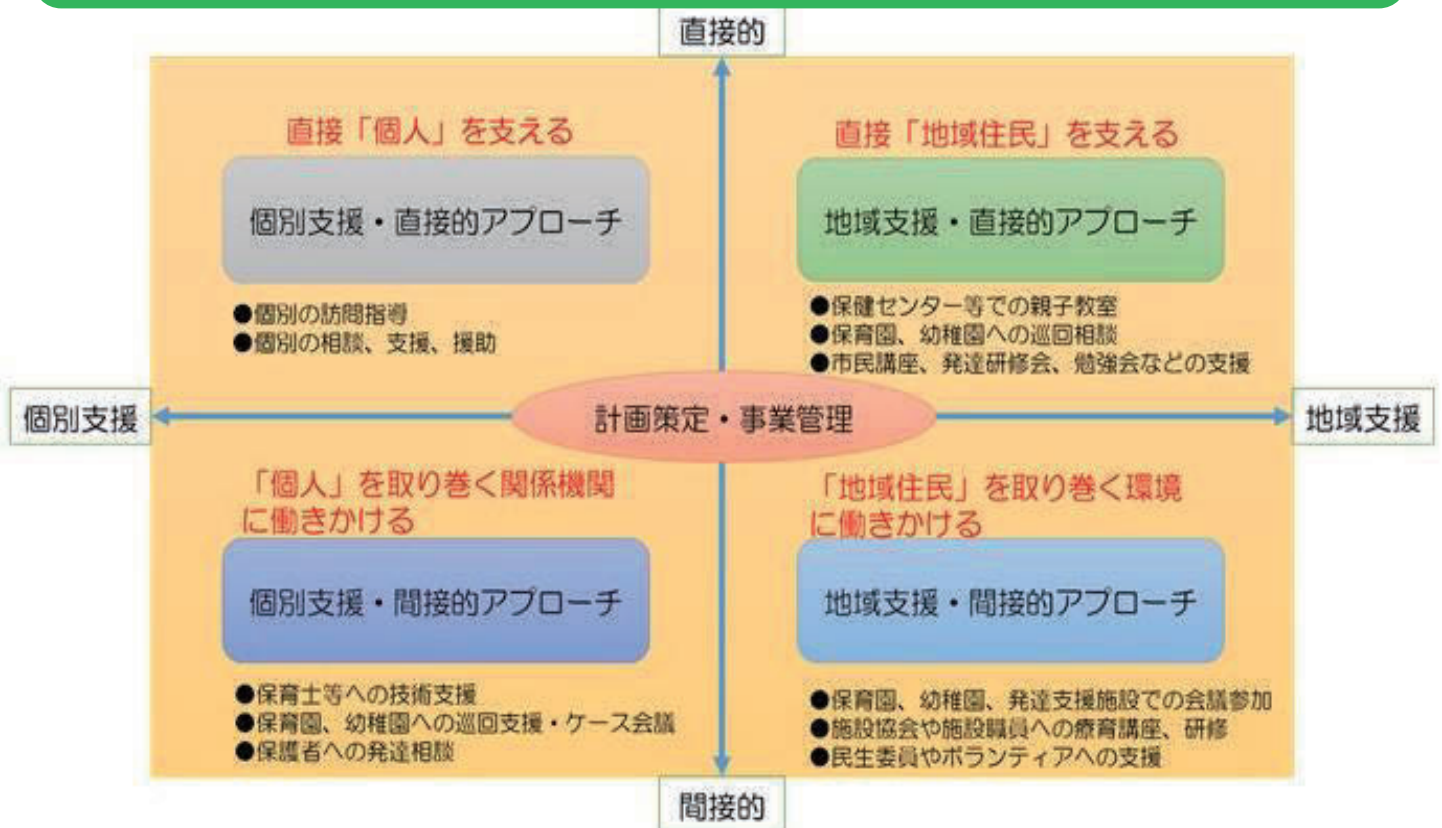 直接的
直接「個人」を支える
個別支援・直接的アプローチ
●個別の訪問指導
●個別の相談、支援、援助
直接「地域住民」を支える
地域支援・直接的アプローチ
●保健センター等での親子教室
●保育園、幼稚園への巡回相談
●市民講座、発達研修会、勉強会などの支援
個別支援
計画策定・事業管理
地域支援
「個人」を取り巻く関係機関
に働きかける
個別支援・間接的アプローチ
●保育士等への技術支援
●保育園、幼稚園への巡回支援・ケース会議
●保護者への発達相談
「地域住民」を取り巻く環境
に働きかける
地域支援・間接的アプローチ
●保育園、幼稚園、発達支援施設での会議参加
●施設協会や施設職員への療育講座、研修
●民生委員やボランティアへの支援
間接的